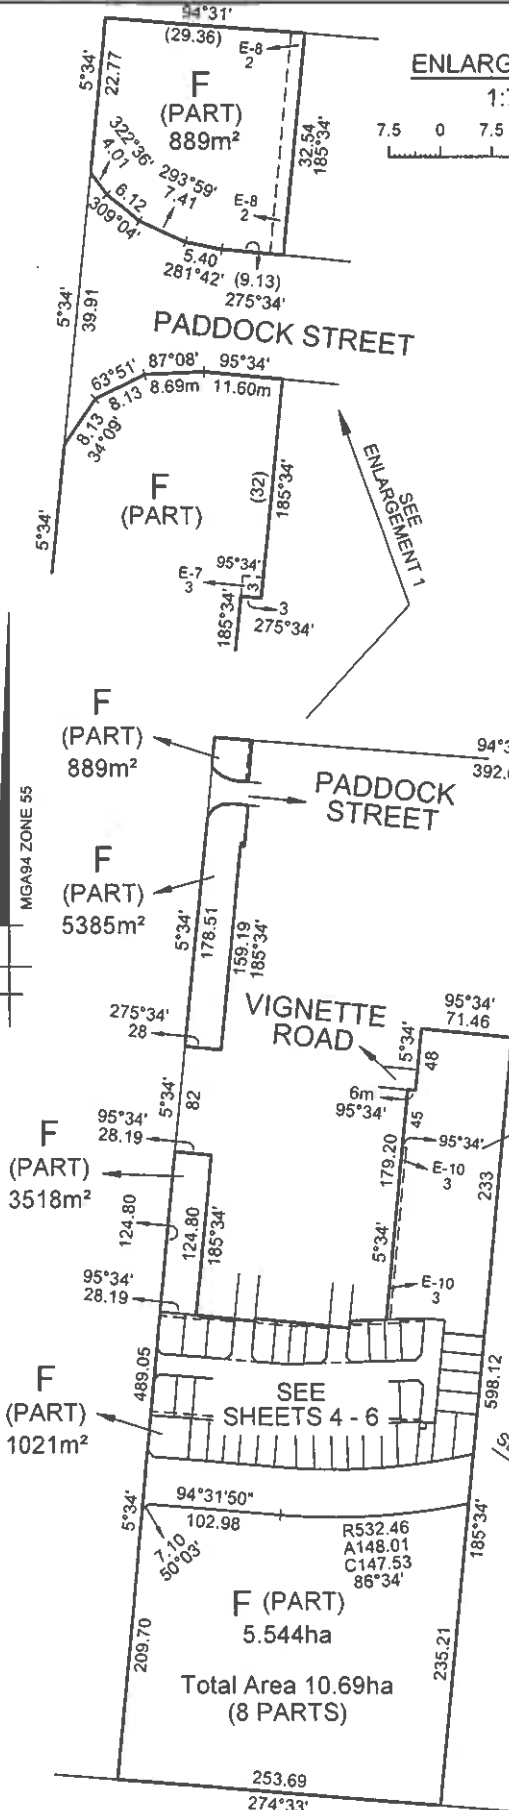 94°31'
(29.36)
E-8
2
5°34'
22.77
F
(PART)
889m²
32.54
185°34'
322°36'
4.01
6.12
309°04'
293°59'
7.41
E-8
2
5.40
281°42'
(9.13)
275°34'
ENLARG
7.5 0 7.5
5°34'
39.91
PADDOCK STREET
63°51'
8.13
87°08'
8.69m
95°34'
11.60m
8.13
34°09'
F
(PART)
(32)
185°34'
5°34'
95°34'
E-7
3
3
3
185°34'
275°34'
SEE
ENLARGEMENT 1
MGA94 ZONE 55
F
(PART)
889m²
392.
PADDOCK
STREET
F
(PART)
5385m²
5°34'
178.51
159.19
185°34'
275°34'
28
VIGNETTE
ROAD
95°34'
71.46
5°34'
48
6m
95°34'
45
5°34'
82
95°34'
28.19
F
(PART)
3518m²
124.80
124.80
185°34'
179.20
5°34'
95°34'
E-10
3
233
E-10
3
95°34'
28.19
489.05
598.12
SEE
SHEETS 4 - 6
F
(PART)
1021m²
5°34'
94°31'50"
102.98
7.10
50°03'
R532.46
A148.01
C147.53
86°34'
185°34'
F (PART)
5.544ha
209.70
235.21
Total Area 10.69ha
(8 PARTS)
253.69
274°33'